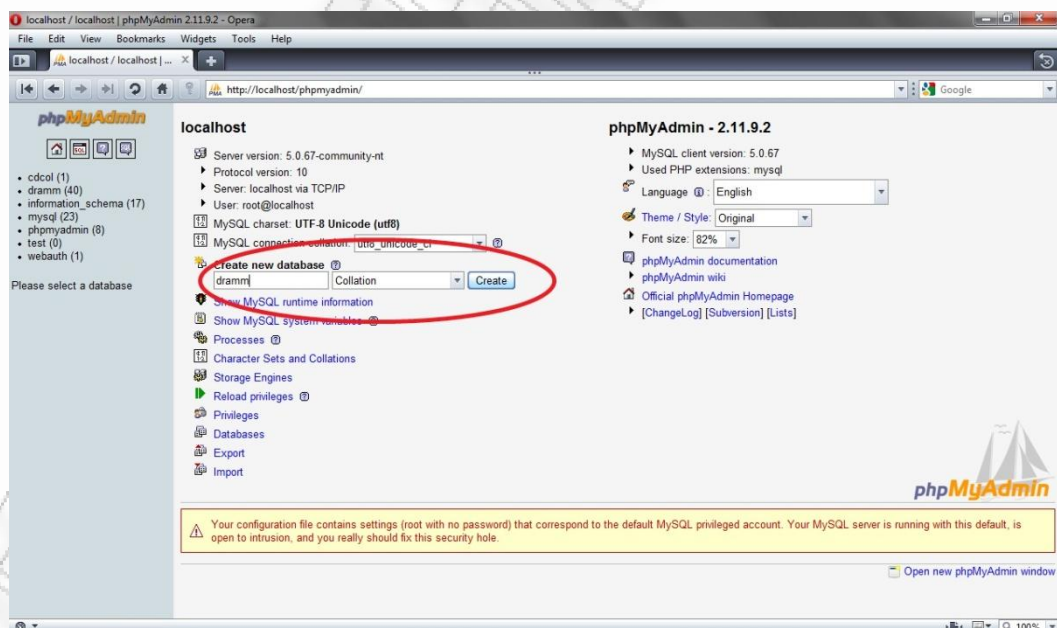 localhost / localhost | phpMyAdmin 2.11.9.2 - Opera
File Edit View Bookmarks Widgets Tools Help
localhost / localhost | ...
http://localhost/phpmyadmin/
Google
phpMyAdmin
cdcol (1)
dramm (40)
information_schema (17)
mysql (23)
phpmyadmin (8)
test (0)
webauth (1)
Please select a database
localhost
Server version: 5.0.67-community-nt
Protocol version: 10
Server: localhost via TCP/IP
User: root@localhost
MySQL charset: UTF-8 Unicode (utf8)
MySQL connection collation: utf8_unicode_ci
Create new database
dramm Collation Create
Show MySQL runtime information
Show MySQL system variables
Processes
Character Sets and Collations
Storage Engines
Reload privileges
Privileges
Databases
Export
Import
phpMyAdmin - 2.11.9.2
MySQL client version: 5.0.67
Used PHP extensions: mysql
Language : English
Theme / Style: Original
Font size: 82%
phpMyAdmin documentation
phpMyAdmin wiki
Official phpMyAdmin Homepage
[ChangeLog] [Subversion] [Lists]
phpMyAdmin
Your configuration file contains settings (root with no password) that correspond to the default MySQL privileged account. Your MySQL server is running with this default, is
open to intrusion, and you really should fix this security hole.
Open new phpMyAdmin window
100%